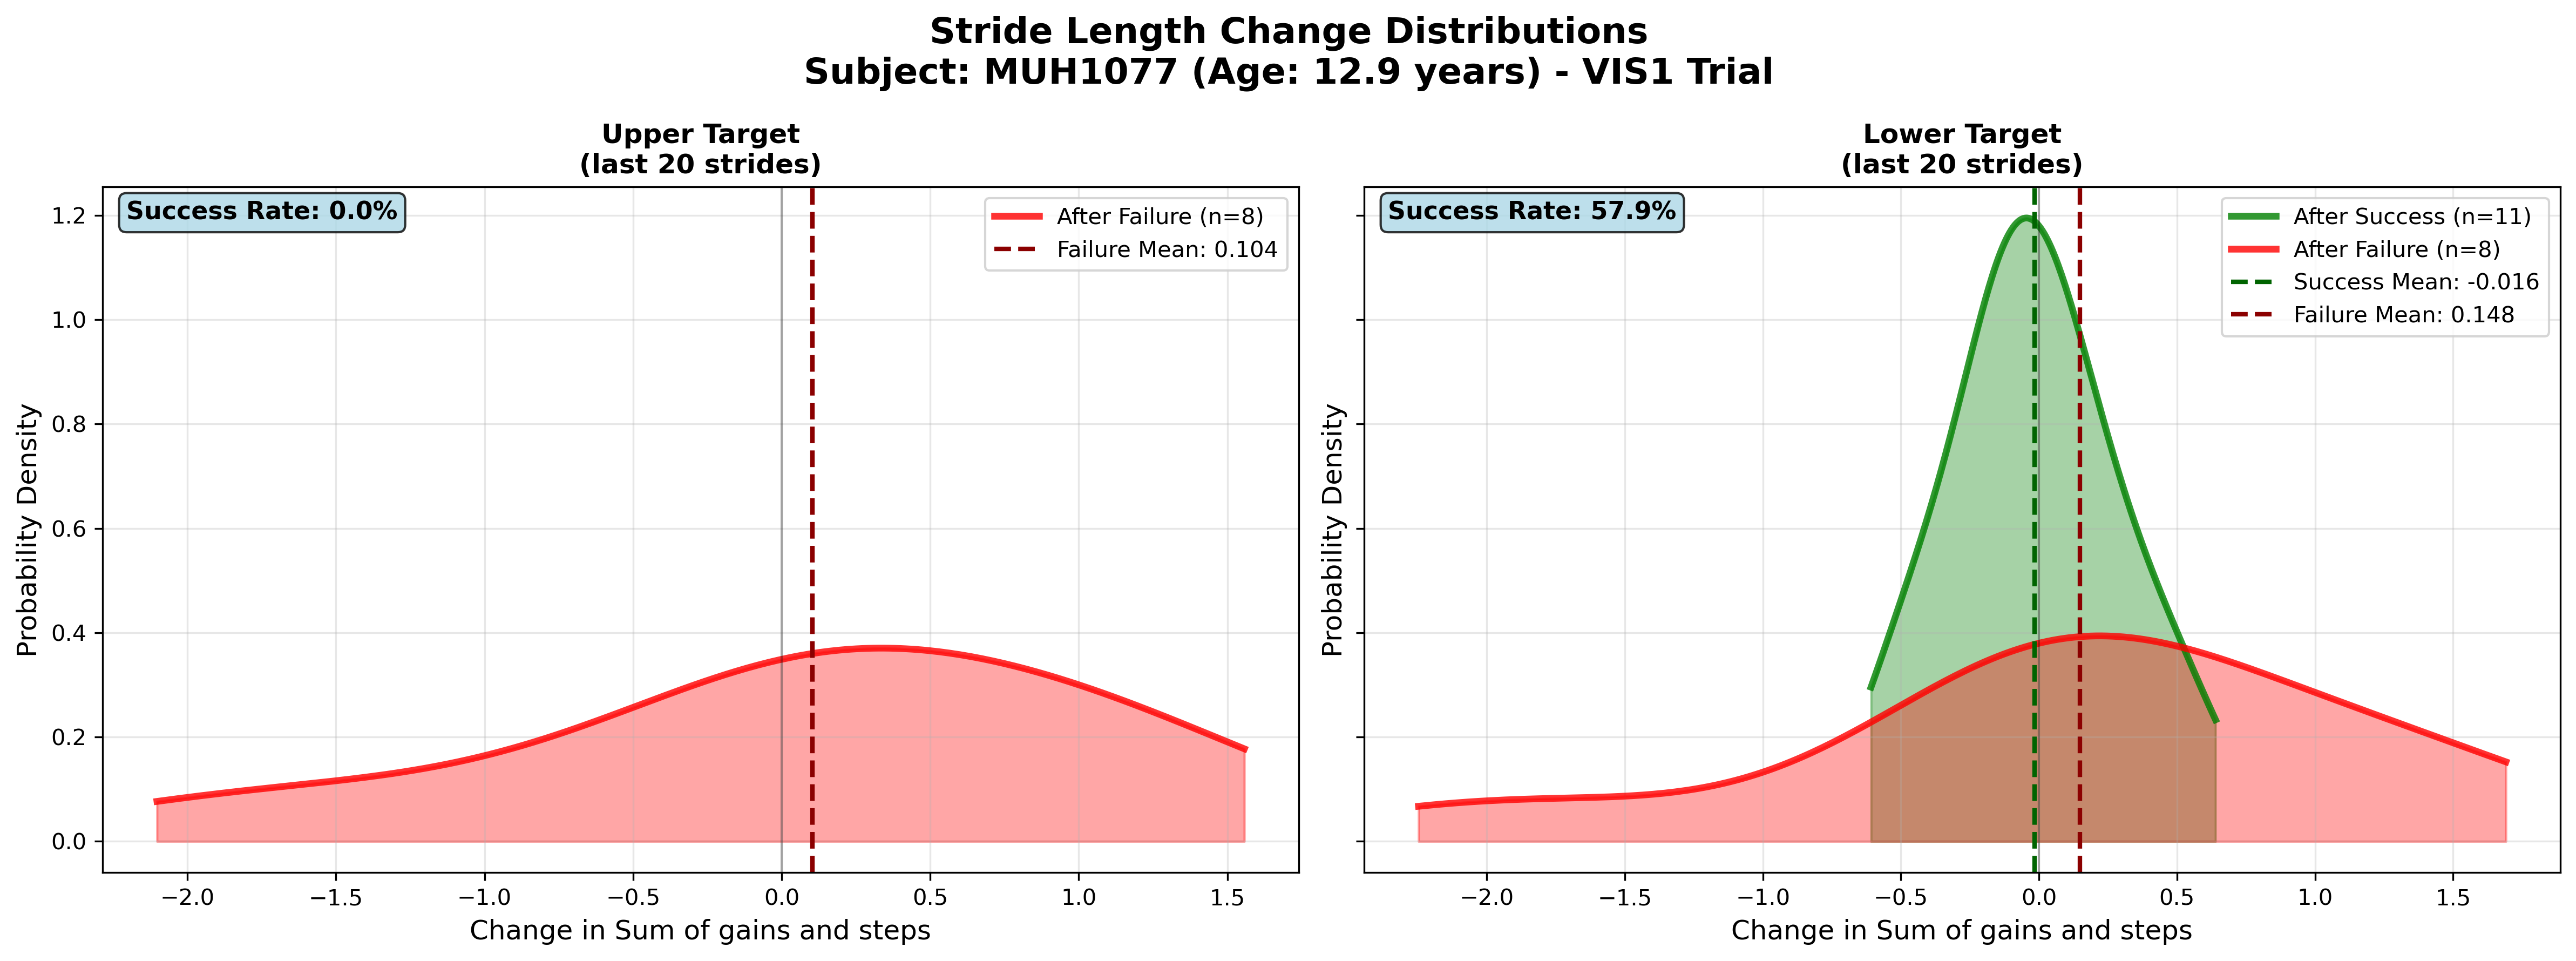 Stride Length Change Distributions
Subject: MUH1077 (Age: 12.9 years) - VIS1 Trial
Upper Target
(last 20 strides)
Success Rate: 0.0%
After Failure (n=8)
Failure Mean: 0.104
Probability Density
1.2
1.0
0.8
0.6
0.4
0.2
0.0
−2.0 −1.5 −1.0 −0.5 0.0 0.5 1.0 1.5
Change in Sum of gains and steps
Lower Target
(last 20 strides)
Success Rate: 57.9%
After Success (n=11)
After Failure (n=8)
Success Mean: -0.016
Failure Mean: 0.148
Probability Density
−2.0 −1.5 −1.0 −0.5 0.0 0.5 1.0 1.5
Change in Sum of gains and steps